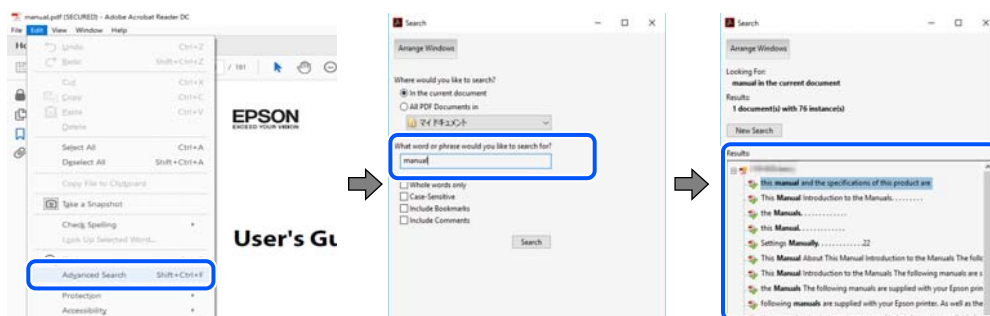 manual.pdf (SECURED) - Adobe Acrobat Reader DC
File Edit View Window Help
Undo Ctrl+Z
Redo Shift+Ctrl+Z
Cut Ctrl+X
Copy Ctrl+C
Paste Ctrl+V
Delete
Select All Ctrl+A
Deselect All Shift+Ctrl+A
Copy File to Clipboard
Take a Snapshot
Check Spelling
Look Up Selected Word...
Advanced Search Shift+Ctrl+F
Protection
Accessibility
/ 191
EPSON
EXCEED YOUR VISION
User's Gu
Search
Arrange Windows
Where would you like to search?
In the current document
All PDF Documents in
マイドキュメント
What word or phrase would you like to search for?
manual
Whole words only
Case-Sensitive
Include Bookmarks
Include Comments
Search
Search
Arrange Windows
Looking For:
manual in the current document
Results:
1 document(s) with 76 instance(s)
New Search
Results:
this manual and the specifications of this product are
This Manual Introduction to the Manuals. . . . . . . . .
the Manuals. . . . . . . . . . . . .
this Manual. . . . . . . . . . . . .
Settings Manually. . . . . . . . . . . . .22
This Manual About This Manual Introduction to the Manuals The follo
This Manual Introduction to the Manuals The following manuals are s
the Manuals The following manuals are supplied with your Epson prin
following manuals are supplied with your Epson printer. As well as the